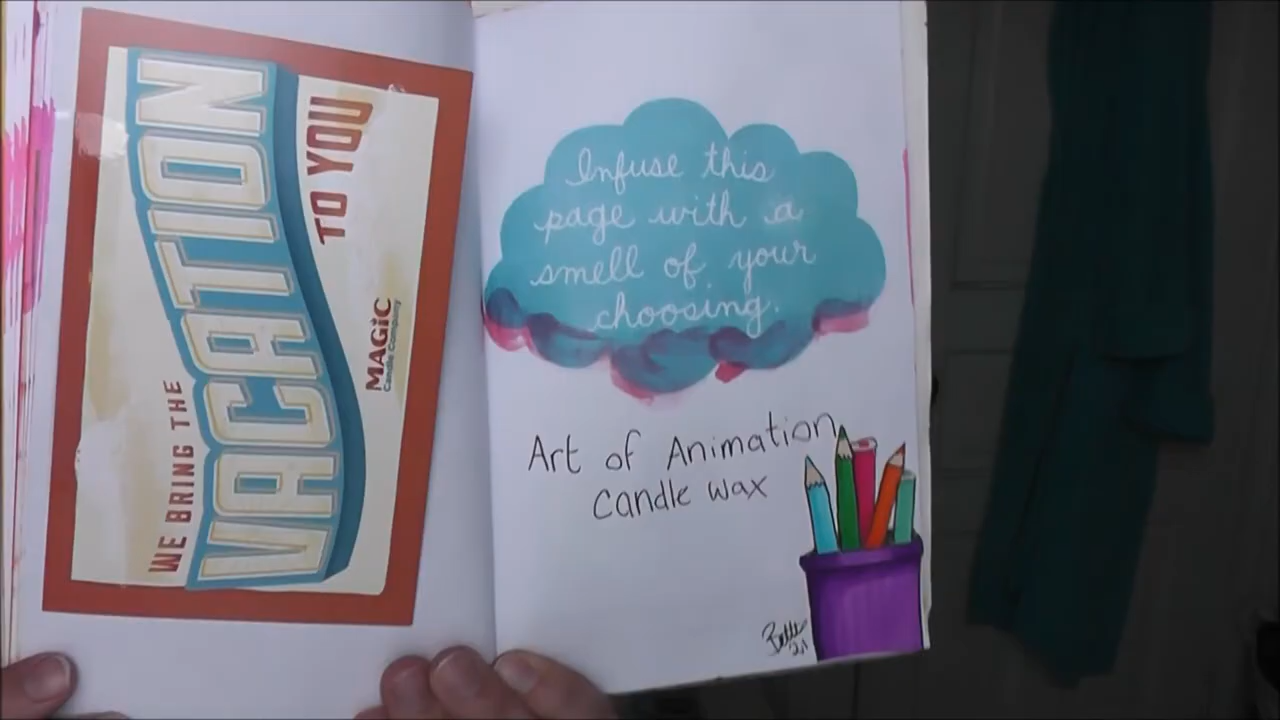 WE BRING THE
VACATION
TO YOU
MAGIC
Candle Company
Infuse this
page with a
smell of your
choosing.
Art of Animation
candle wax